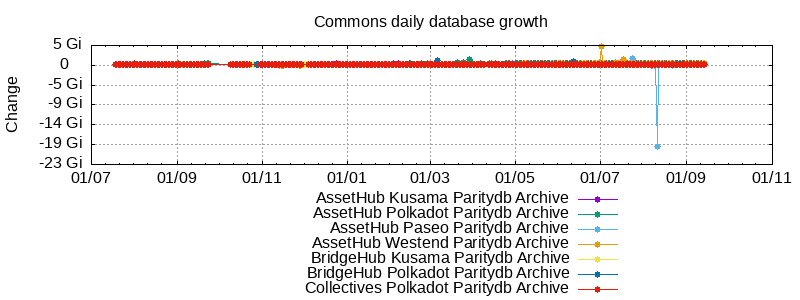 Commons daily database growth
5 Gi
0
-5 Gi
-9 Gi
-14 Gi
-19 Gi
-23 Gi
Change
01/07 01/09 01/11 01/01 01/03 01/05 01/07 01/09 01/11
AssetHub Kusama Paritydb Archive
AssetHub Polkadot Paritydb Archive
AssetHub Paseo Paritydb Archive
AssetHub Westend Paritydb Archive
BridgeHub Kusama Paritydb Archive
BridgeHub Polkadot Paritydb Archive
Collectives Polkadot Paritydb Archive